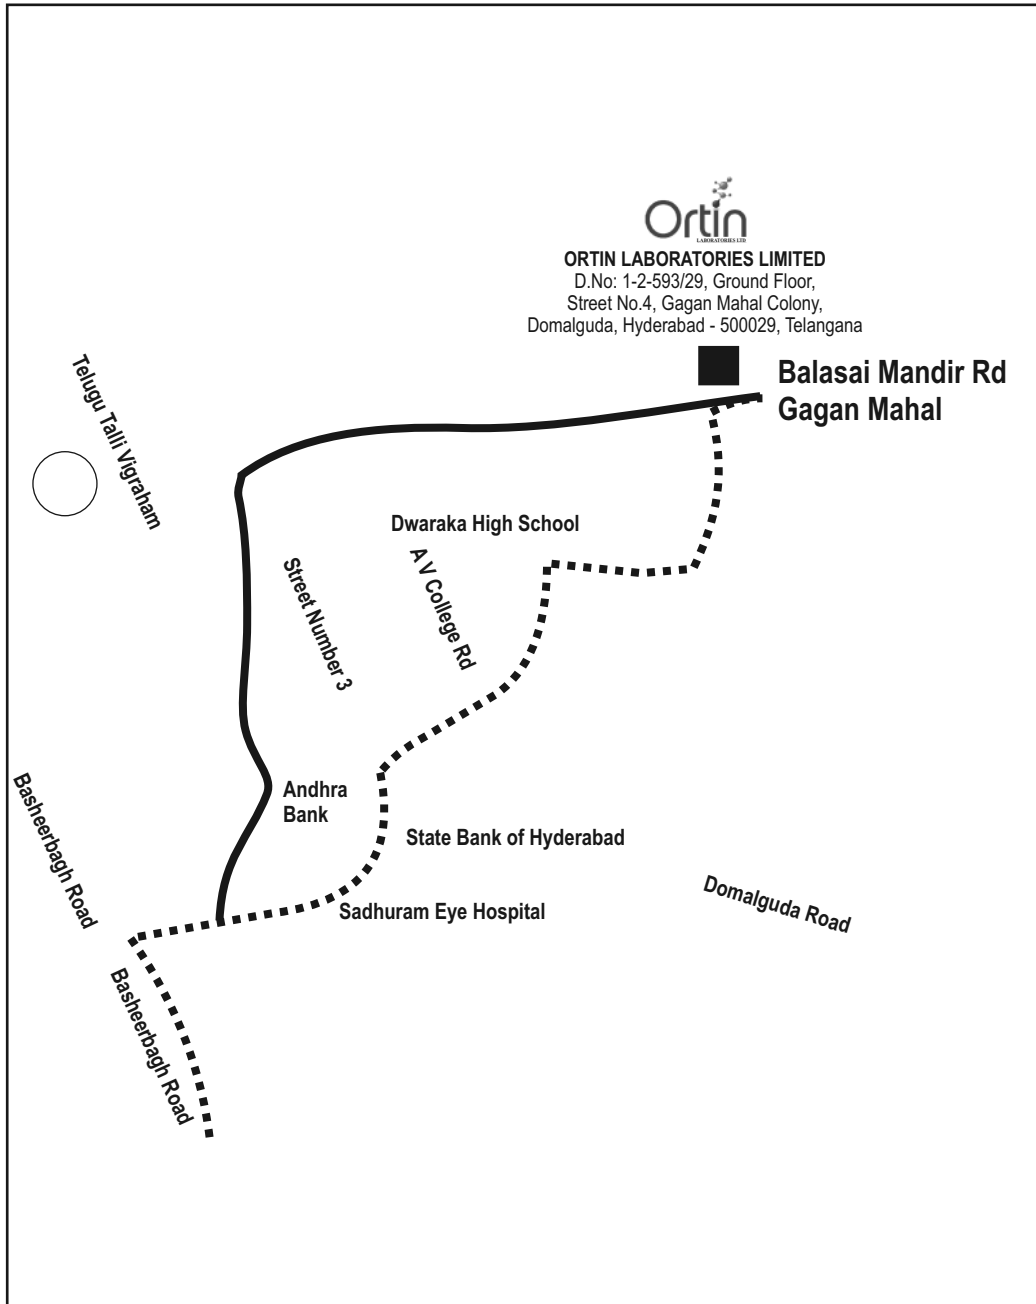 Ortin
LABORATORIES LTD
ORTIN LABORATORIES LIMITED
D.No: 1-2-593/29, Ground Floor,
Street No.4, Gagan Mahal Colony,
Domalguda, Hyderabad - 500029, Telangana
Balasai Mandir Rd
Gagan Mahal
Telugu Talli Vigraham
Dwaraka High School
Street Number 3
A V College Rd
Andhra
Bank
State Bank of Hyderabad
Basheerbagh Road
Sadhuram Eye Hospital
Domalguda Road
Basheerbagh Road